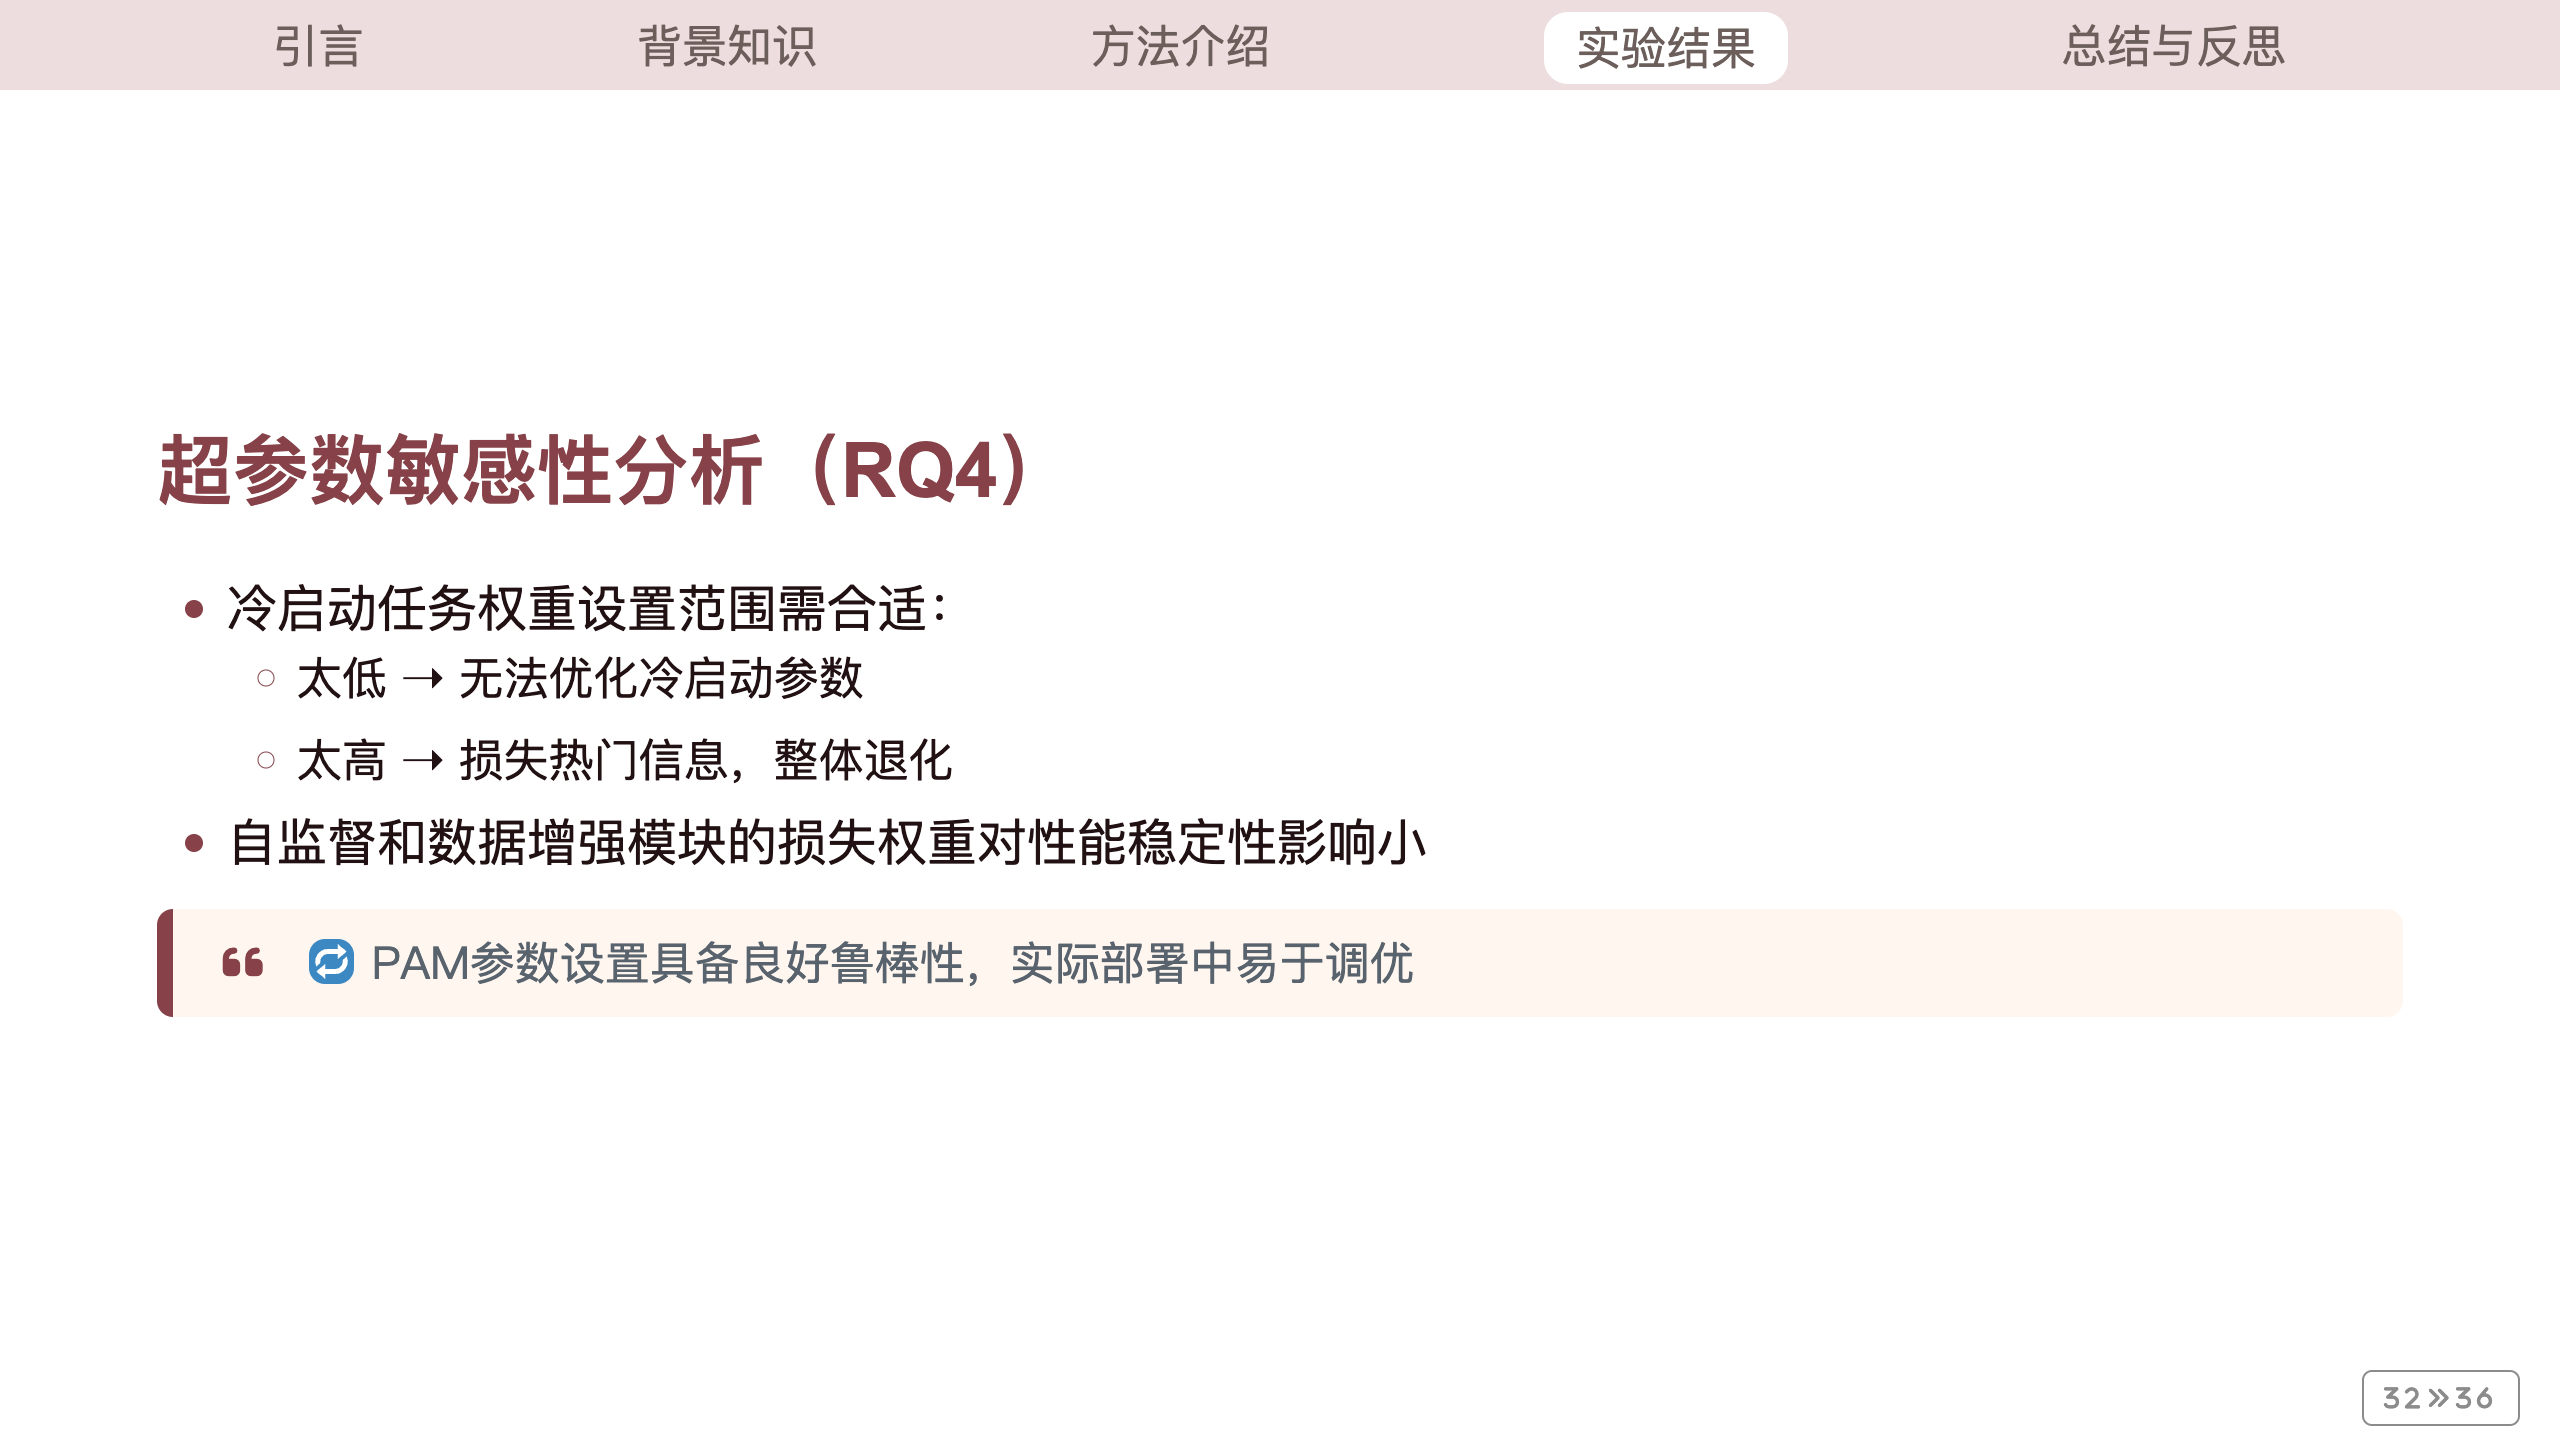 引言
背景知识
方法介绍
实验结果
总结与反思
超参数敏感性分析（RQ4）
冷启动任务权重设置范围需合适：
太低 → 无法优化冷启动参数
太高 → 损失热门信息，整体退化
自监督和数据增强模块的损失权重对性能稳定性影响小
🔁 PAM参数设置具备良好鲁棒性，实际部署中易于调优
32»36